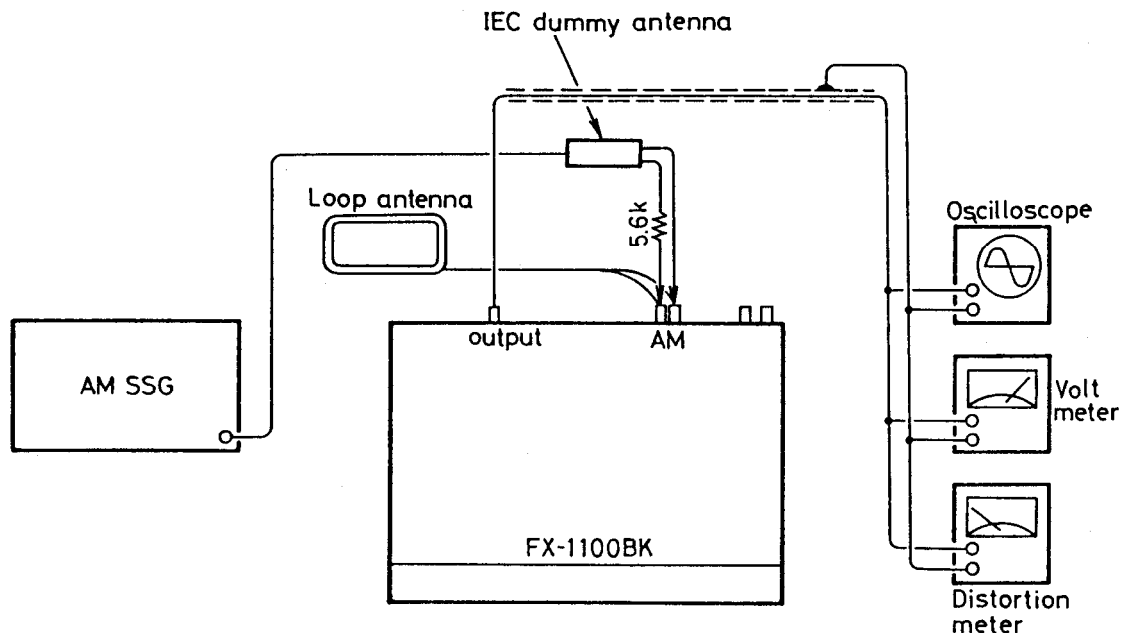 IEC dummy antenna
Loop antenna
5.6k
Oscilloscope
output
AM
AM SSG
Volt
meter
FX-1100BK
Distortion
meter